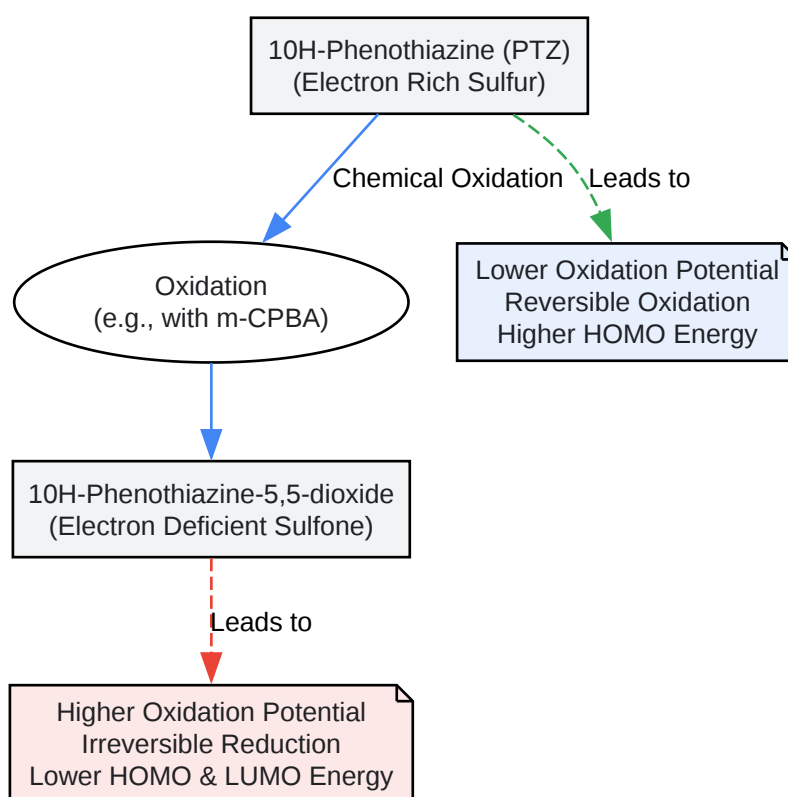 10H-Phenothiazine (PTZ)
(Electron Rich Sulfur)
Chemical Oxidation
Leads to
Oxidation
(e.g., with m-CPBA)
Lower Oxidation Potential
Reversible Oxidation
Higher HOMO Energy
10H-Phenothiazine-5,5-dioxide
(Electron Deficient Sulfone)
Leads to
Higher Oxidation Potential
Irreversible Reduction
Lower HOMO & LUMO Energy